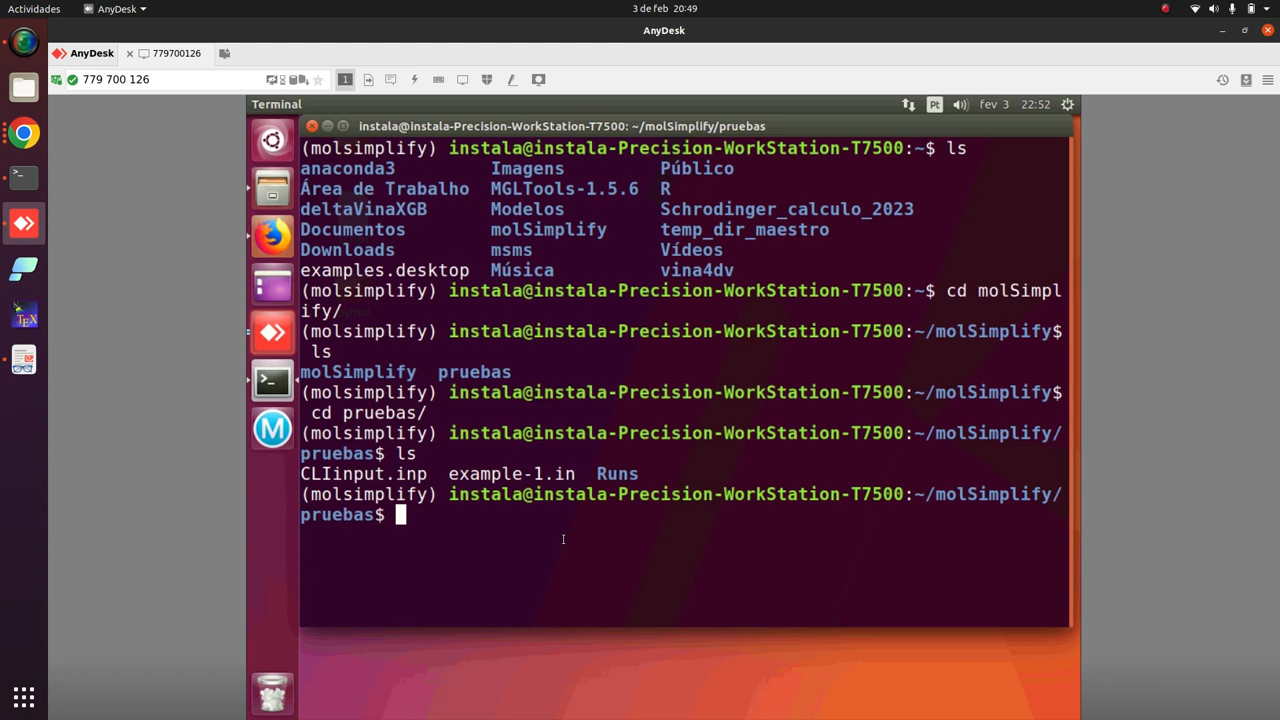 Actividades AnyDesk 3 de feb 20:49
AnyDesk
AnyDesk 779700126
779 700 126 1
Terminal Pt fev 3 22:52
instala@instala-Precision-WorkStation-T7500: ~/molSimplify/pruebas
(molsimplify) instala@instala-Precision-WorkStation-T7500:~$ ls
anaconda3 Imagens Público
Área de Trabalho MGLTools-1.5.6 R
deltaVinaXGB Modelos Schrodinger_calculo_2023
Documentos molSimplify temp_dir_maestro
Downloads msms Vídeos
examples.desktop Música vina4dv
(molsimplify) instala@instala-Precision-WorkStation-T7500:~$ cd molSimpl
ify/
(molsimplify) instala@instala-Precision-WorkStation-T7500:~/molSimplify$
ls
molSimplify pruebas
(molsimplify) instala@instala-Precision-WorkStation-T7500:~/molSimplify$
cd pruebas/
(molsimplify) instala@instala-Precision-WorkStation-T7500:~/molSimplify/
pruebas$ ls
CLIinput.inp example-1.in Runs
(molsimplify) instala@instala-Precision-WorkStation-T7500:~/molSimplify/
pruebas$
M
TEX